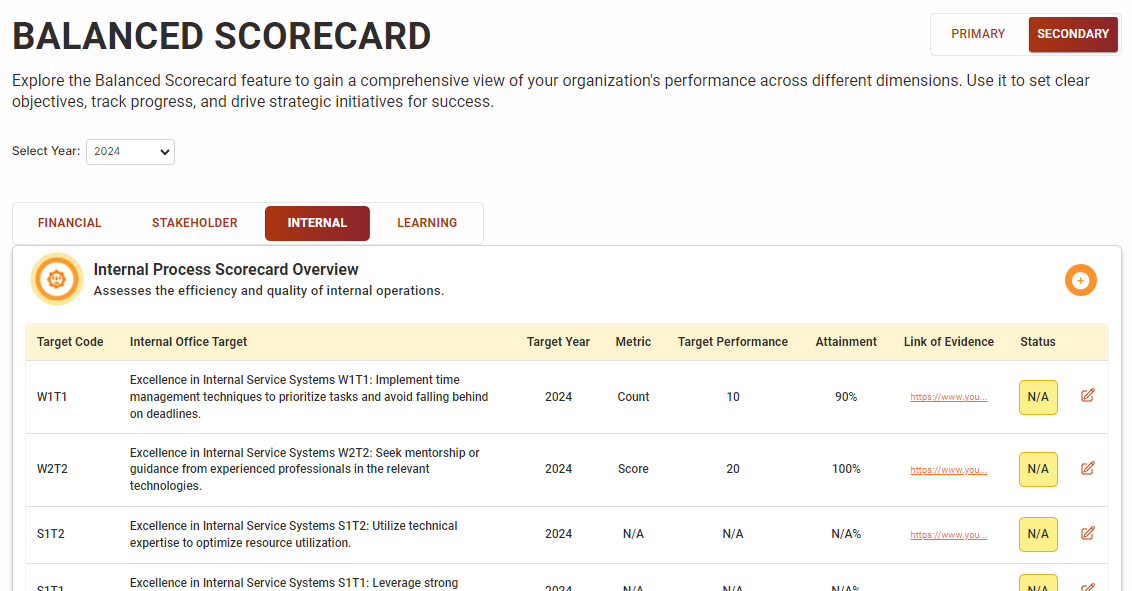 BALANCED SCORECARD
PRIMARY
SECONDARY
Explore the Balanced Scorecard feature to gain a comprehensive view of your organization's performance across different dimensions. Use it to set clear
objectives, track progress, and drive strategic initiatives for success.
Select Year: 2024
FINANCIAL STAKEHOLDER INTERNAL LEARNING
Internal Process Scorecard Overview
Assesses the efficiency and quality of internal operations.
Target Code Internal Office Target Target Year Metric Target Performance Attainment Link of Evidence Status
Excellence in Internal Service Systems W1T1: Implement time
W1T1 management techniques to prioritize tasks and avoid falling behind 2024 Count 10 90% https://www.you... N/A
on deadlines.
Excellence in Internal Service Systems W2T2: Seek mentorship or
W2T2 guidance from experienced professionals in the relevant 2024 Score 20 100% https://www.you... N/A
technologies.
Excellence in Internal Service Systems S1T2: Utilize technical
S1T2 expertise to optimize resource utilization. 2024 N/A N/A N/A% https://www.you... N/A
Excellence in Internal Service Systems S1T1: Leverage strong
S1T1 2024 N/A N/A N/A% N/A